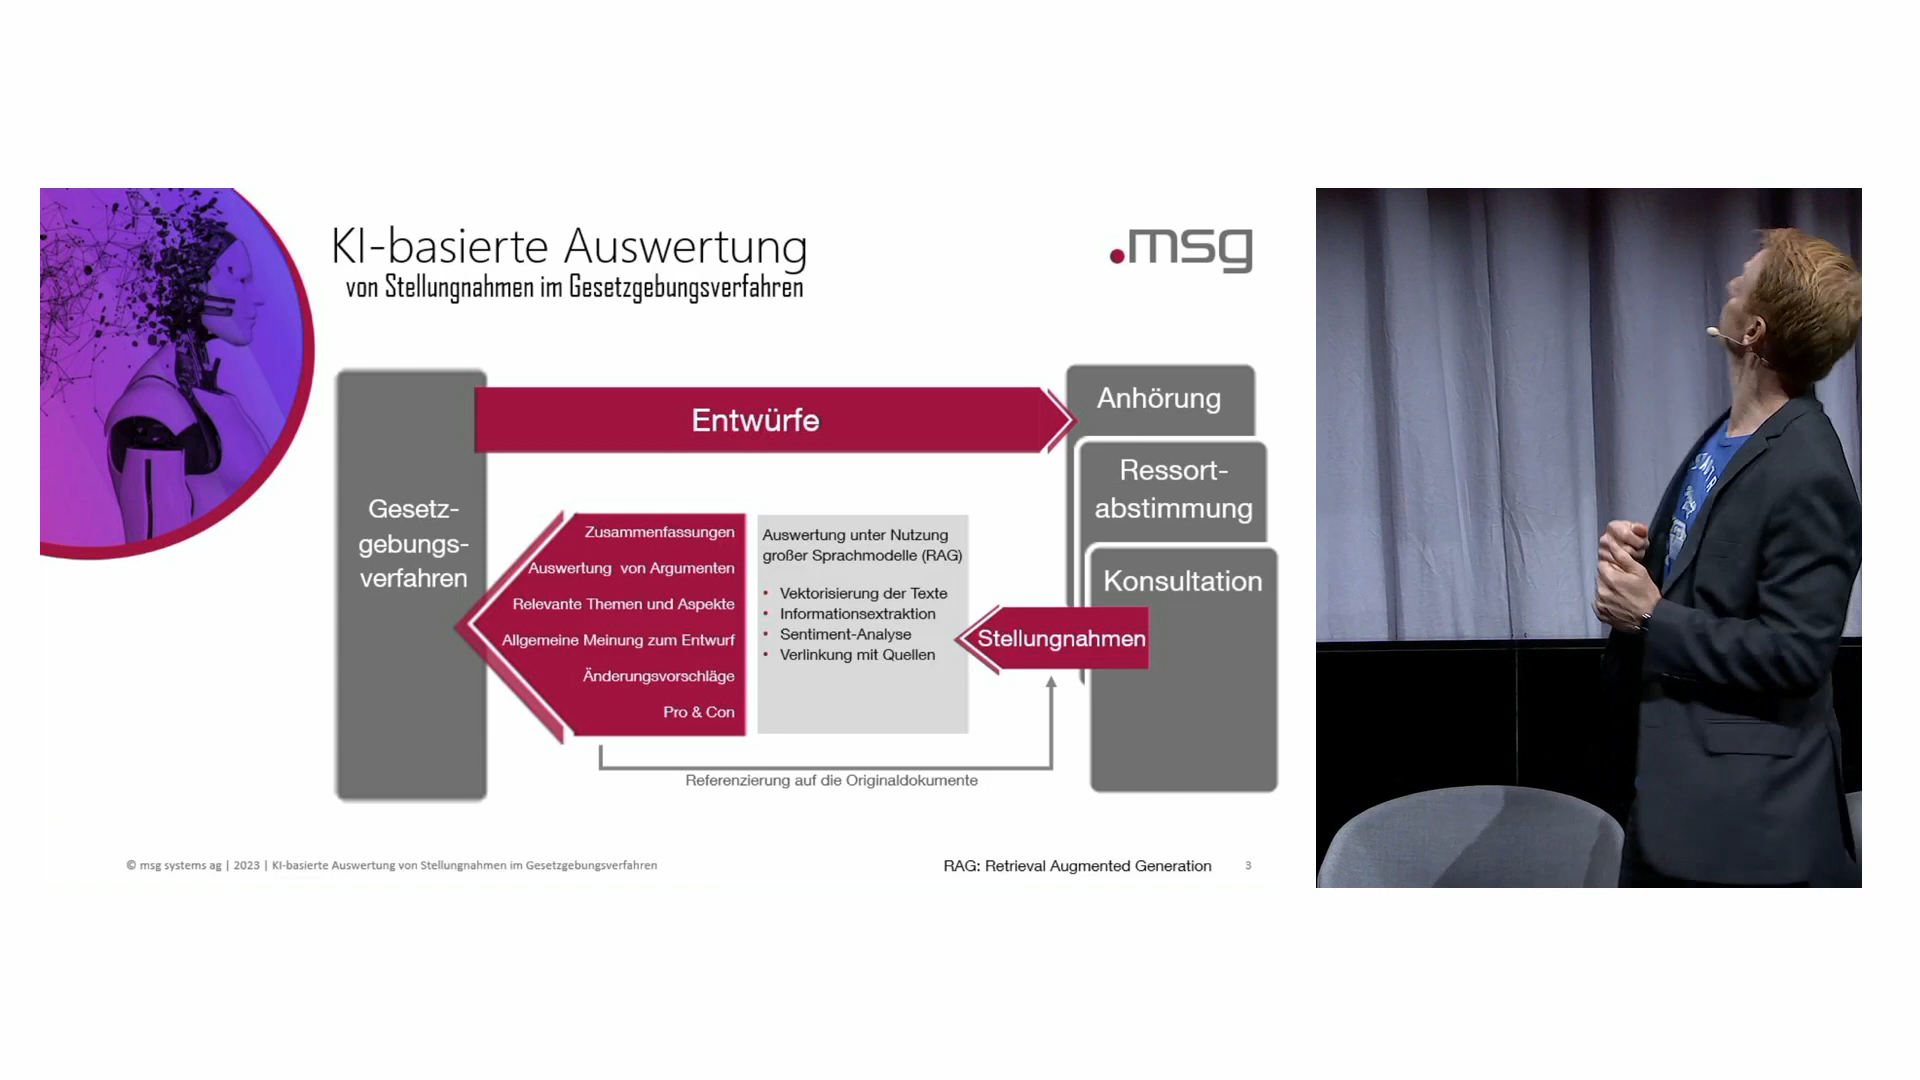 KI-basierte Auswertung
von Stellungnahmen im Gesetzgebungsverfahren
.msg
Gesetz-
gebungs-
verfahren
Entwürfe
Anhörung
Ressort-
abstimmung
Konsultation
Zusammenfassungen
Auswertung von Argumenten
Relevante Themen und Aspekte
Allgemeine Meinung zum Entwurf
Änderungsvorschläge
Pro & Con
Auswertung unter Nutzung
großer Sprachmodelle (RAG)
• Vektorisierung der Texte
• Informationsextraktion
• Sentiment-Analyse
• Verlinkung mit Quellen
Stellungnahmen
Referenzierung auf die Originaldokumente
© msg systems ag | 2023 | KI-basierte Auswertung von Stellungnahmen im Gesetzgebungsverfahren
RAG: Retrieval Augmented Generation
3